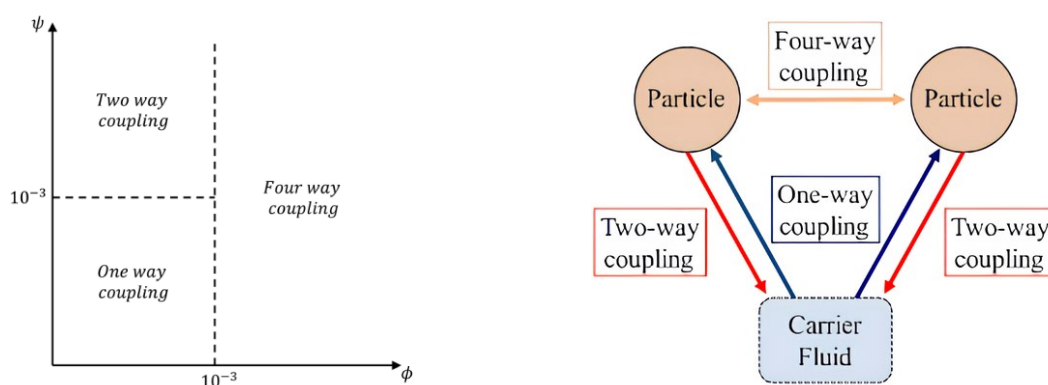 ψ
Two way
coupling
10⁻³
Four way
coupling
One way
coupling
10⁻³
ϕ
Four-way
coupling
Particle
Particle
One-way
coupling
Two-way
coupling
Two-way
coupling
Carrier
Fluid